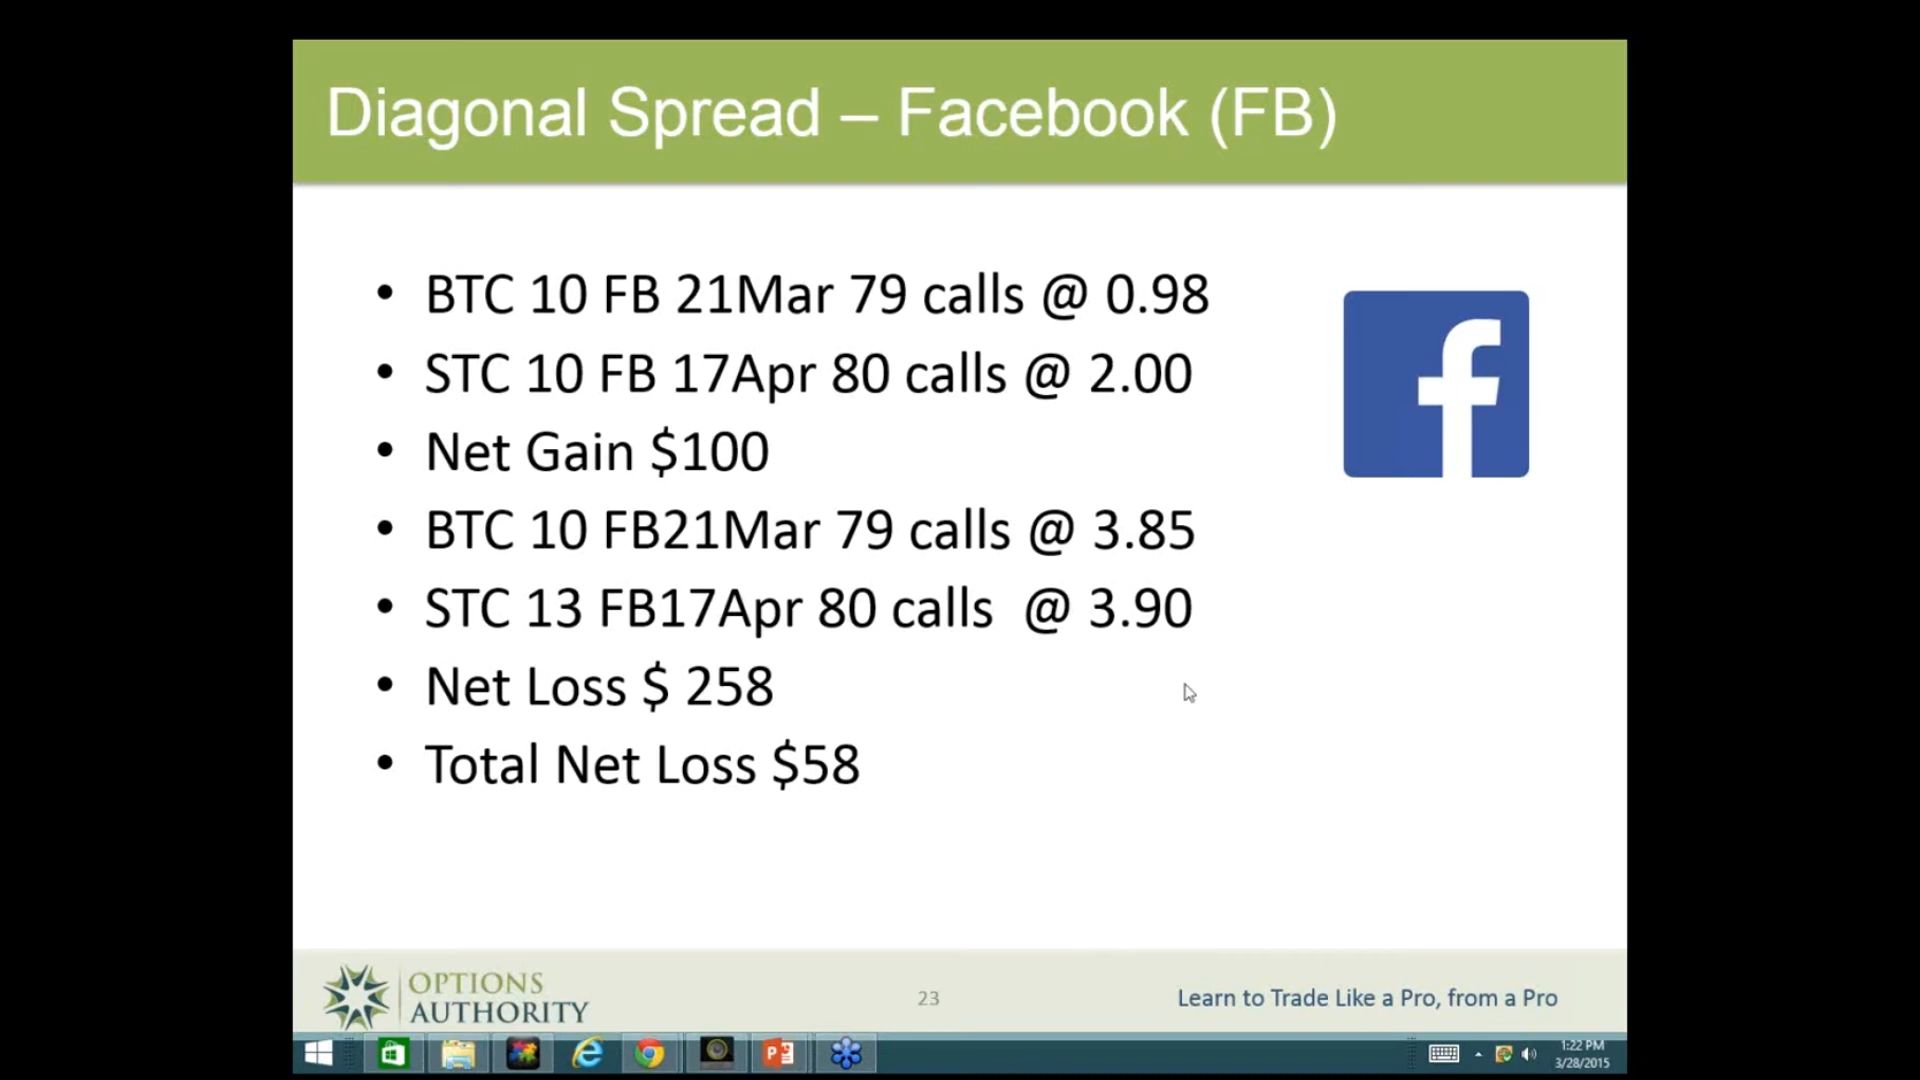 Diagonal Spread – Facebook (FB)
• BTC 10 FB 21Mar 79 calls @ 0.98
• STC 10 FB 17Apr 80 calls @ 2.00
• Net Gain $100
• BTC 10 FB21Mar 79 calls @ 3.85
• STC 13 FB17Apr 80 calls  @ 3.90
• Net Loss $ 258
• Total Net Loss $58
OPTIONS
AUTHORITY
23
Learn to Trade Like a Pro, from a Pro
1:22 PM
3/28/2015